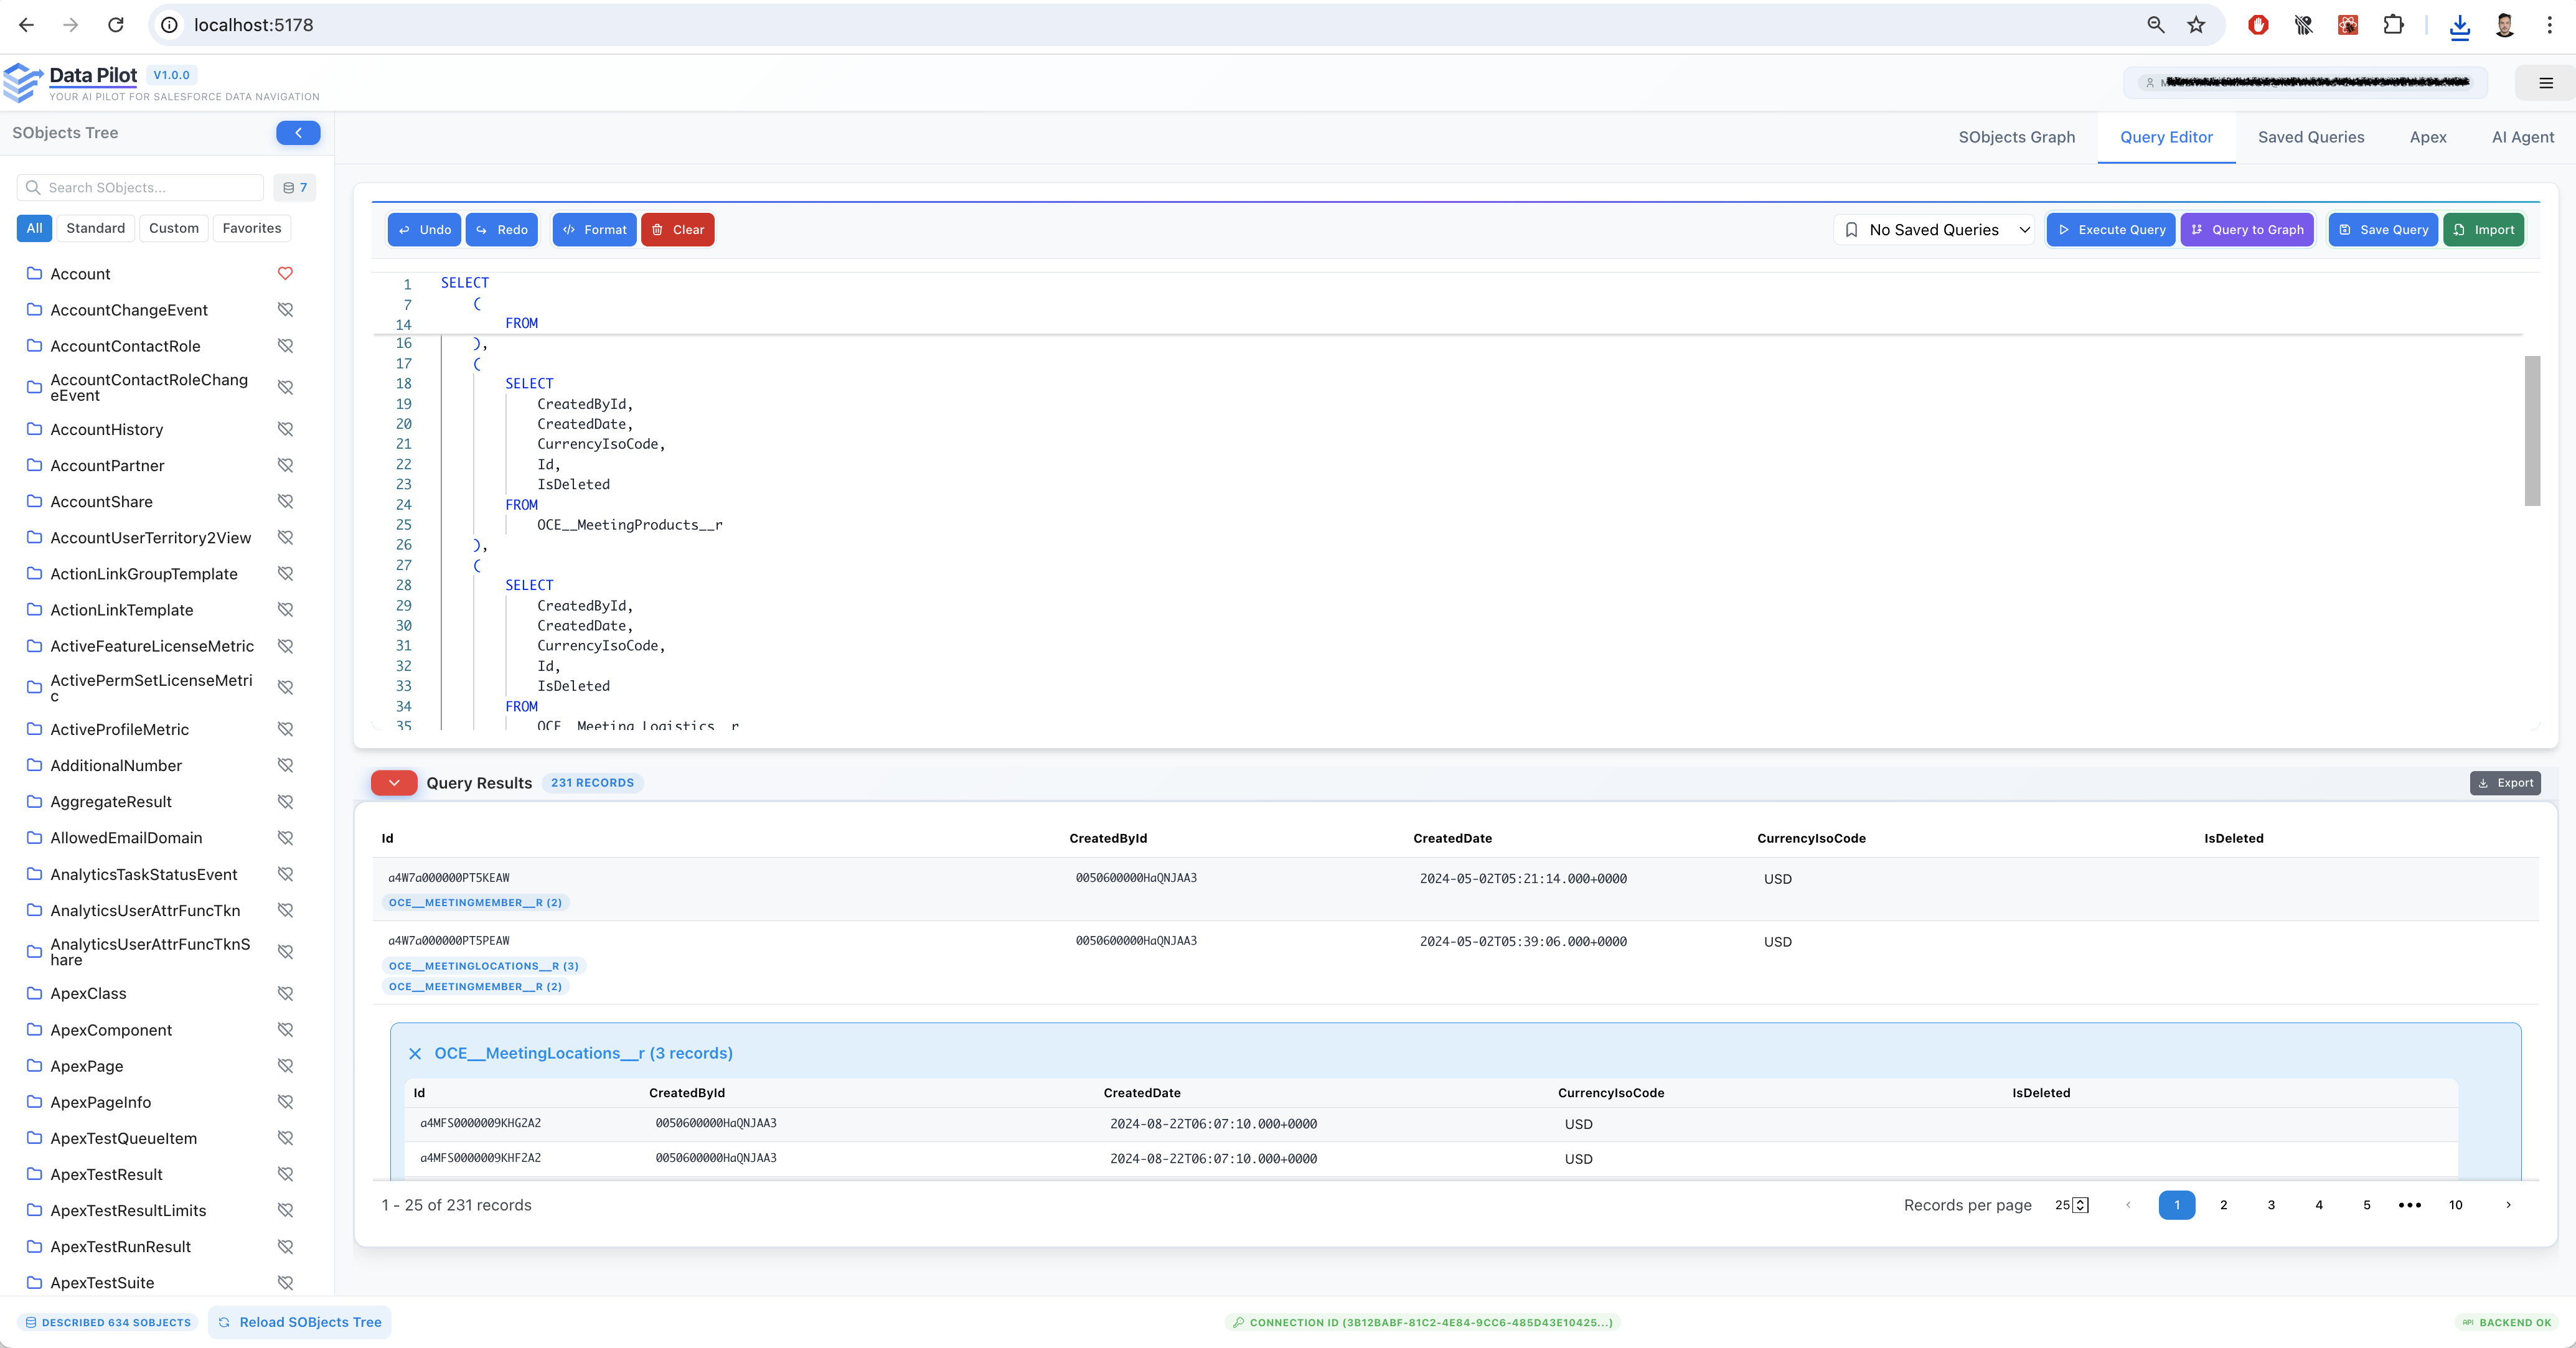 localhost:5178
Data Pilot V1.0.0
YOUR AI PILOT FOR SALESFORCE DATA NAVIGATION
SObjects Tree
SObjects Graph Query Editor Saved Queries Apex AI Agent
Search SObjects... 7
All Standard Custom Favorites
Account
AccountChangeEvent
AccountContactRole
AccountContactRoleChang
eEvent
AccountHistory
AccountPartner
AccountShare
AccountUserTerritory2View
ActionLinkGroupTemplate
ActionLinkTemplate
ActiveFeatureLicenseMetric
ActivePermSetLicenseMetri
c
ActiveProfileMetric
AdditionalNumber
AggregateResult
AllowedEmailDomain
AnalyticsTaskStatusEvent
AnalyticsUserAttrFuncTkn
AnalyticsUserAttrFuncTknS
hare
ApexClass
ApexComponent
ApexPage
ApexPageInfo
ApexTestQueueItem
ApexTestResult
ApexTestResultLimits
ApexTestRunResult
ApexTestSuite
Undo Redo Format Clear No Saved Queries Execute Query Query to Graph Save Query Import
1 SELECT
7 (
14 FROM
16 ),
17 (
18 SELECT
19 CreatedById,
20 CreatedDate,
21 CurrencyIsoCode,
22 Id,
23 IsDeleted
24 FROM
25 OCE__MeetingProducts__r
26 ),
27 (
28 SELECT
29 CreatedById,
30 CreatedDate,
31 CurrencyIsoCode,
32 Id,
33 IsDeleted
34 FROM
35 OCE__Meeting_Logistics__r
Query Results 231 RECORDS Export
Id CreatedById CreatedDate CurrencyIsoCode IsDeleted
a4W7a000000PT5KEAW 0050600000HaQNJAA3 2024-05-02T05:21:14.000+0000 USD
OCE__MEETINGMEMBER__R (2)
a4W7a000000PT5PEAW 0050600000HaQNJAA3 2024-05-02T05:39:06.000+0000 USD
OCE__MEETINGLOCATIONS__R (3)
OCE__MEETINGMEMBER__R (2)
OCE__MeetingLocations__r (3 records)
Id CreatedById CreatedDate CurrencyIsoCode IsDeleted
a4MFS0000009KHG2A2 0050600000HaQNJAA3 2024-08-22T06:07:10.000+0000 USD
a4MFS0000009KHF2A2 0050600000HaQNJAA3 2024-08-22T06:07:10.000+0000 USD
1 - 25 of 231 records Records per page 25 1 2 3 4 5 ••• 10
DESCRIBED 634 SOBJECTS Reload SOBjects Tree CONNECTION ID (3B12BABF-81C2-4E84-9CC6-485D43E10425...) API BACKEND OK